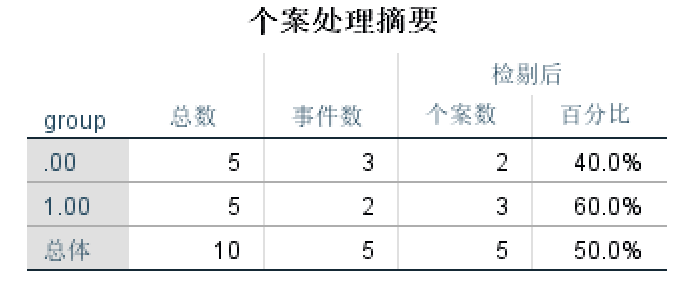 个案处理摘要
检剔后
group 总数 事件数 个案数 百分比
.00 5 3 2 40.0%
1.00 5 2 3 60.0%
总体 10 5 5 50.0%